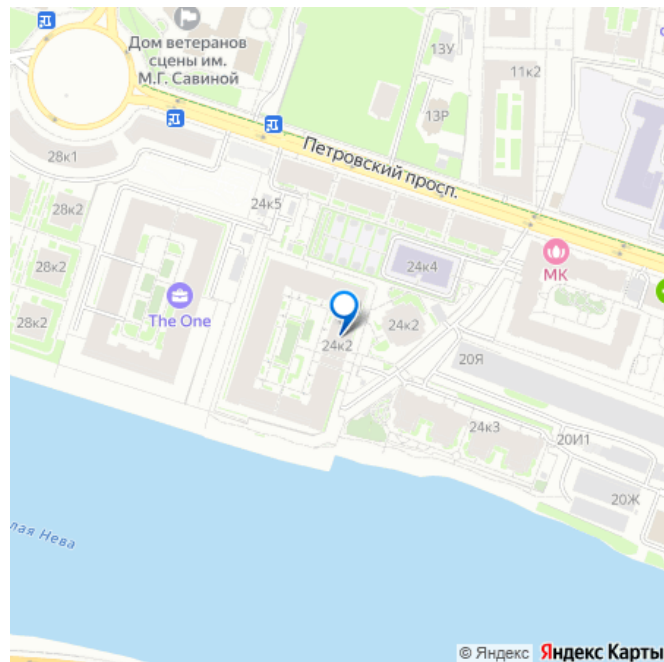 Дом ветеранов
сцены им.
М.Г. Савиной
13У
11к2
13Р
Петровский просп.
28к1
28к2
24к5
28к2
24к4
МК
The One
28к2
24к2
24к2
20Я
24к3
20И1
20Ж
лая Нева
© Яндекс Яндекс Карты